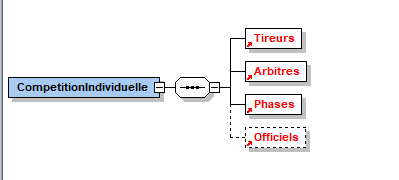 CompetitionIndividuelle
Tireurs
Arbitres
Phases
Officiels